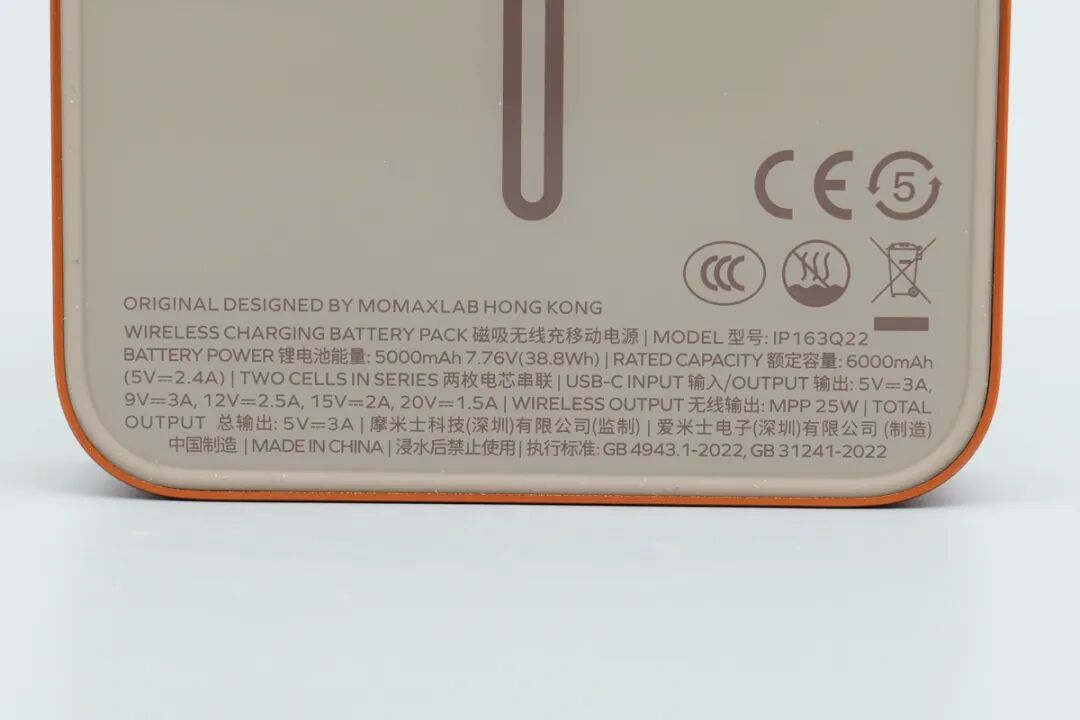 CE
5
CCC
ORIGINAL DESIGNED BY MOMAXLAB HONG KONG
WIRELESS CHARGING BATTERY PACK 磁吸无线充移动电源 | MODEL 型号: IP163Q22
BATTERY POWER 锂电池能量: 5000mAh 7.76V(38.8Wh) | RATED CAPACITY 额定容量: 6000mAh
(5V⎓2.4A) | TWO CELLS IN SERIES 两枚电芯串联 | USB-C INPUT 输入/OUTPUT 输出: 5V⎓3A,
9V⎓3A, 12V⎓2.5A, 15V⎓2A, 20V⎓1.5A | WIRELESS OUTPUT 无线输出: MPP 25W | TOTAL
OUTPUT 总输出: 5V⎓3A | 摩米士科技(深圳)有限公司(监制) | 爱米士电子(深圳)有限公司 (制造)
中国制造 | MADE IN CHINA | 浸水后禁止使用 | 执行标准: GB 4943.1-2022, GB 31241-2022